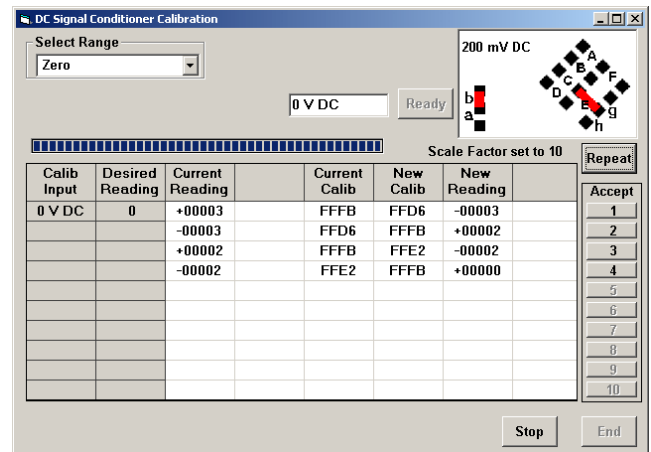 DC Signal Conditioner Calibration
Select Range
Zero
0 V DC
Ready
200 mV DC
A
B
F
C
D
E
g
h
b
a
Scale Factor set to 10
Repeat
Calib Input Desired Reading Current Reading Current Calib New Calib New Reading
Accept
0 V DC 0 +00003 FFFB FFD6 -00003 1
-00003 FFD6 FFFB +00002 2
+00002 FFFB FFE2 -00002 3
-00002 FFE2 FFFB +00000 4
5
6
7
8
9
10
Stop
End